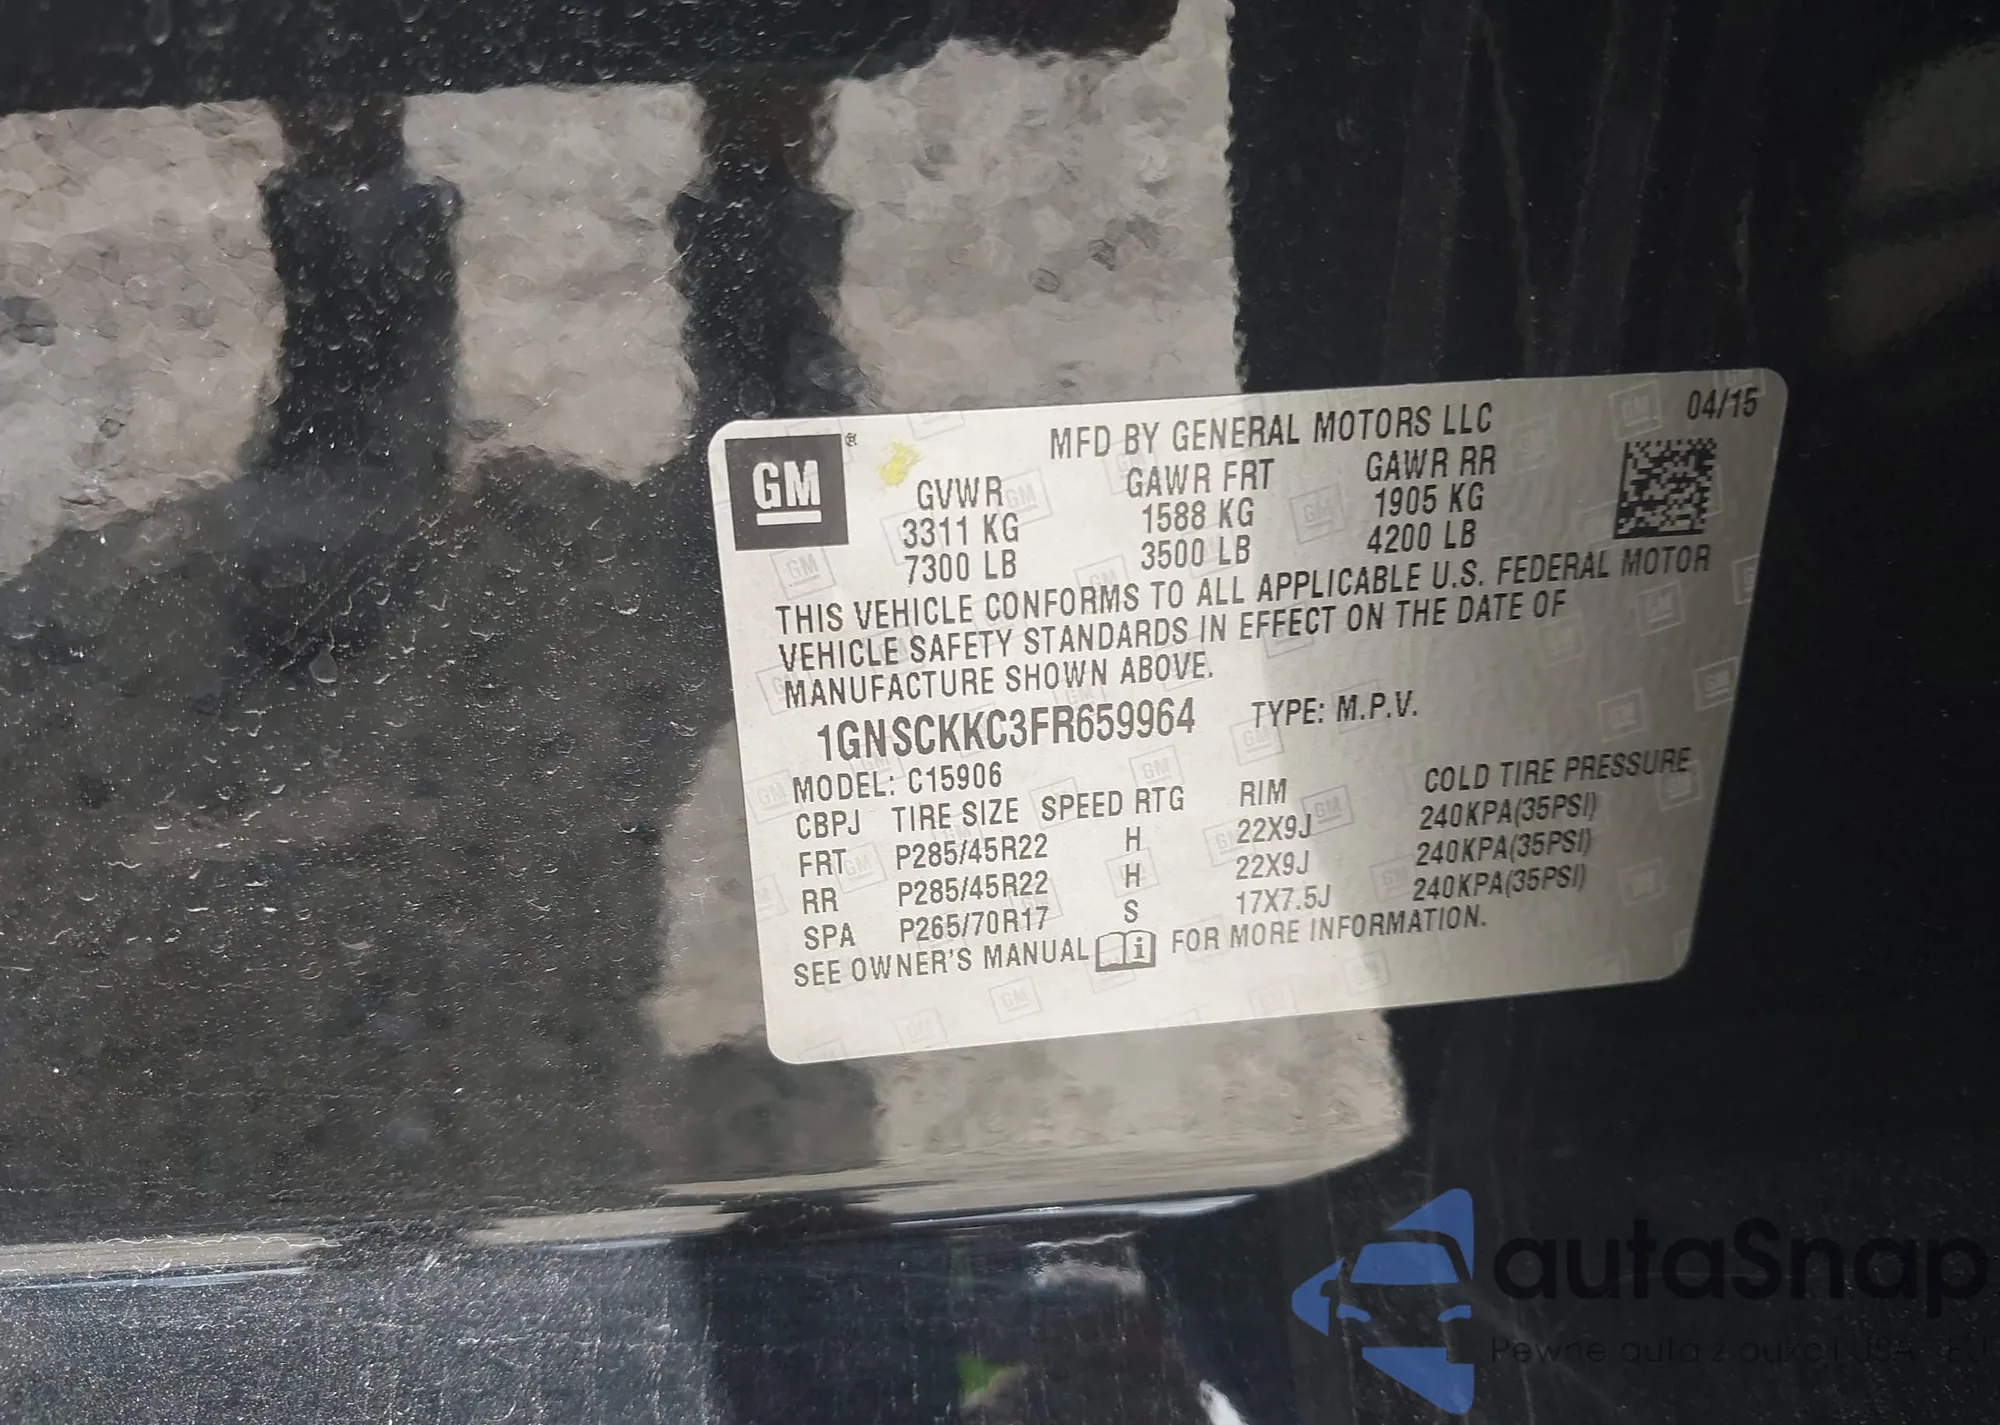 GM ®
MFD BY GENERAL MOTORS LLC 04/15
GVWR GAWR FRT GAWR RR
3311 KG 1588 KG 1905 KG
7300 LB 3500 LB 4200 LB
THIS VEHICLE CONFORMS TO ALL APPLICABLE U.S. FEDERAL MOTOR
VEHICLE SAFETY STANDARDS IN EFFECT ON THE DATE OF
MANUFACTURE SHOWN ABOVE.
1GNSCKKC3FR659964 TYPE: M.P.V.
MODEL: C15906
CBPJ TIRE SIZE SPEED RTG RIM COLD TIRE PRESSURE
FRT P285/45R22 H 22X9J 240KPA(35PSI)
RR P285/45R22 H 22X9J 240KPA(35PSI)
SPA P265/70R17 S 17X7.5J 240KPA(35PSI)
SEE OWNER'S MANUAL i FOR MORE INFORMATION.
autaSnap
Pewne auta z aukcji USA